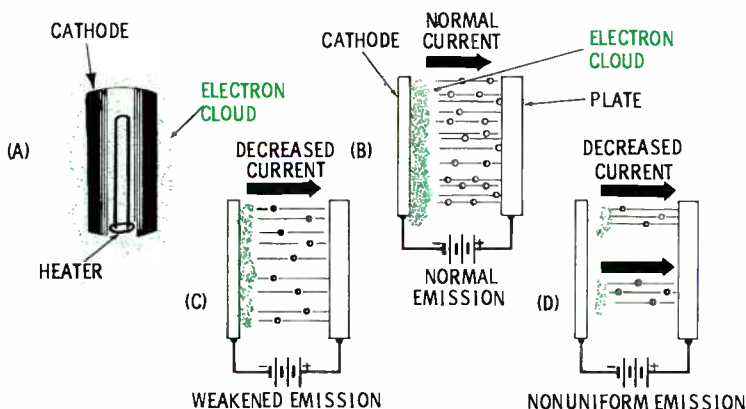 CATHODE
ELECTRON
CLOUD
(A)
HEATER
NORMAL
CURRENT
CATHODE
ELECTRON
CLOUD
PLATE
(B)
− +
NORMAL
EMISSION
DECREASED
CURRENT
(C)
− +
WEAKENED EMISSION
DECREASED
CURRENT
(D)
− +
NONUNIFORM EMISSION